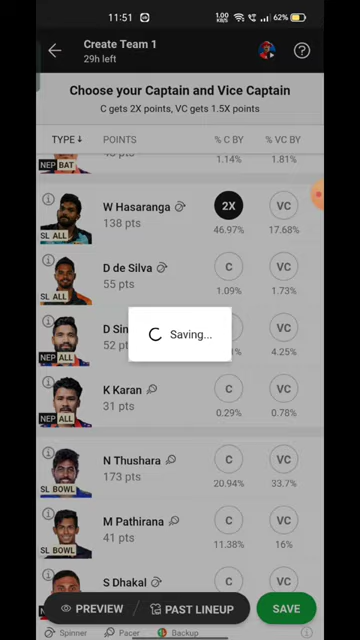 11:51
1.00 KB/S
62%
Create Team 1
29h left
Choose your Captain and Vice Captain
C gets 2X points, VC gets 1.5X points
TYPE↓ POINTS % C BY % VC BY
NEP BAT
1.14% 1.81%
W Hasaranga 2X VC
138 pts
SL ALL 46.97% 17.68%
D de Silva C VC
55 pts
SL ALL 1.09% 1.73%
D Sin VC
52 pt
NEP ALL 4.25%
Saving...
K Karan C VC
31 pts
NEP ALL 0.29% 0.78%
N Thushara C VC
173 pts
SL BOWL 20.94% 33.7%
M Pathirana C VC
41 pts
SL BOWL 11.38% 16%
S Dhakal
PREVIEW / PAST LINEUP SAVE
Spinner Pacer Backup